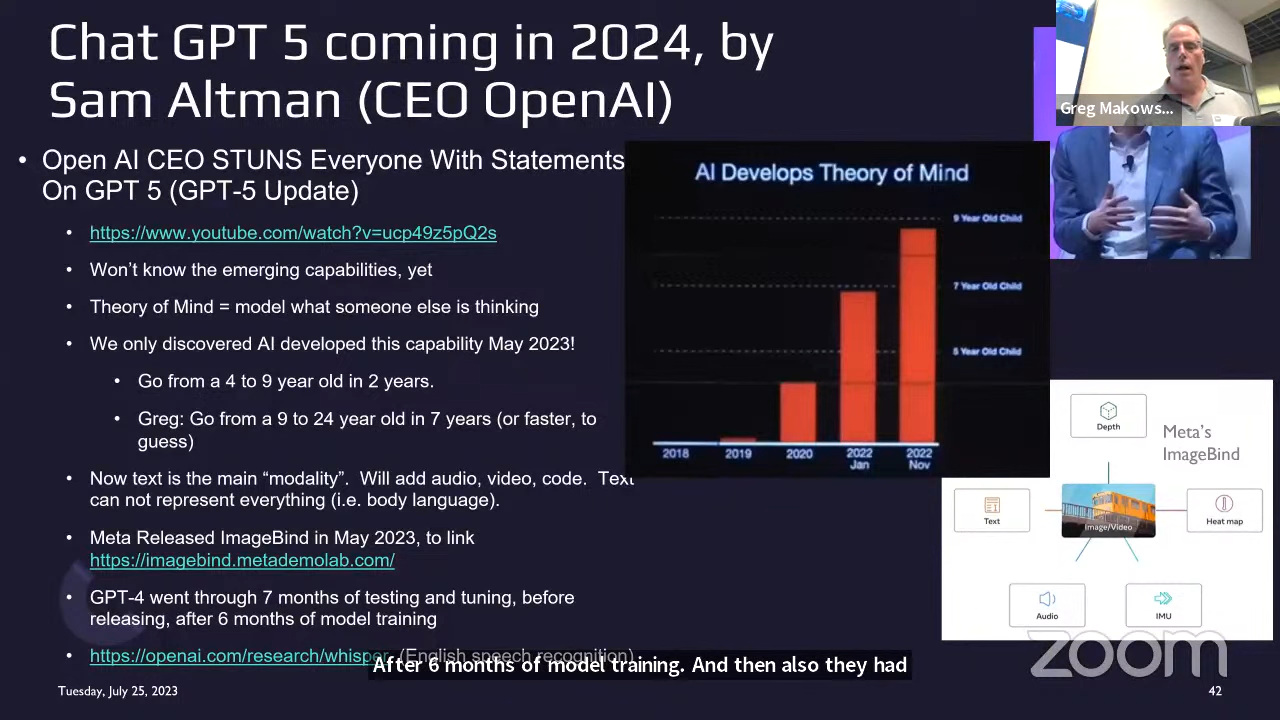 Chat GPT 5 coming in 2024, by
Sam Altman (CEO OpenAI)
• Open AI CEO STUNS Everyone With Statements
On GPT 5 (GPT-5 Update)
• https://www.youtube.com/watch?v=ucp49z5pQ2s
• Won’t know the emerging capabilities, yet
• Theory of Mind = model what someone else is thinking
• We only discovered AI developed this capability May 2023!
• Go from a 4 to 9 year old in 2 years.
• Greg: Go from a 9 to 24 year old in 7 years (or faster, to
guess)
• Now text is the main “modality”.  Will add audio, video, code.  Text
can not represent everything (i.e. body language).
• Meta Released ImageBind in May 2023, to link
https://imagebind.metademolab.com/
• GPT-4 went through 7 months of testing and tuning, before
releasing, after 6 months of model training
• https://openai.com/research/whisper (English speech recognition)
AI Develops Theory of Mind
9 Year Old Child
7 Year Old Child
5 Year Old Child
2018 2019 2020 2022 2022
Jan Nov
Greg Makows...
Depth
Meta’s
ImageBind
Text
Image/Video
Heat map
Audio
IMU
After 6 months of model training. And then also they had
zoom
Tuesday, July 25, 2023
42